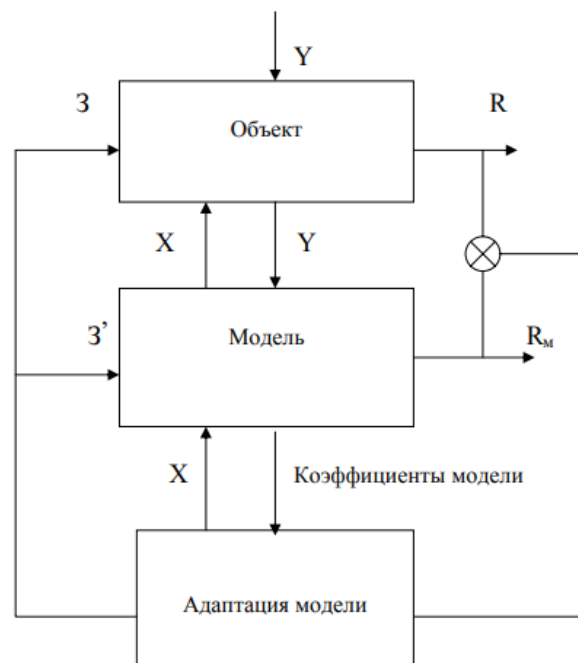 Y
З
R
Объект
X
Y
З’
Модель
Rм
X
Коэффициенты модели
Адаптация модели